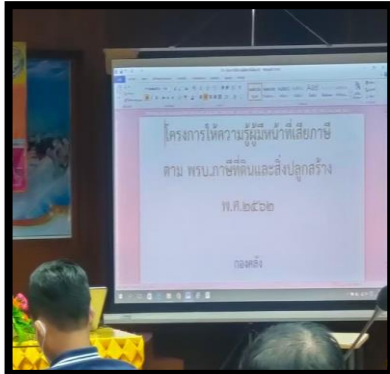 โครงการให้ความรู้ผู้มีหน้าที่เสียภาษี
ตาม พรบ.ภาษีที่ดินและสิ่งปลูกสร้าง
พ.ศ.๒๕๖๒
กองคลัง